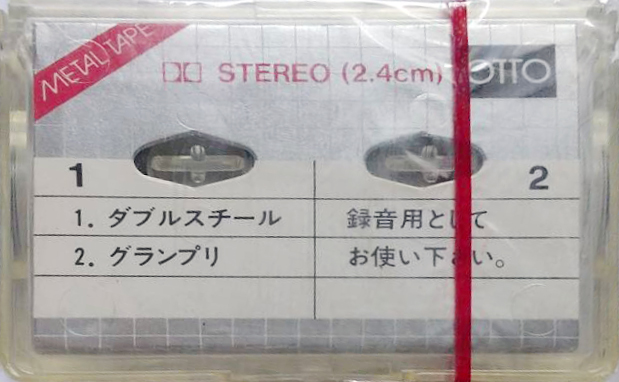 METAL TAPE
STEREO (2.4cm) OTTO
1 2
1. ダブルスチール
2. グランプリ
録音用として
お使い下さい。